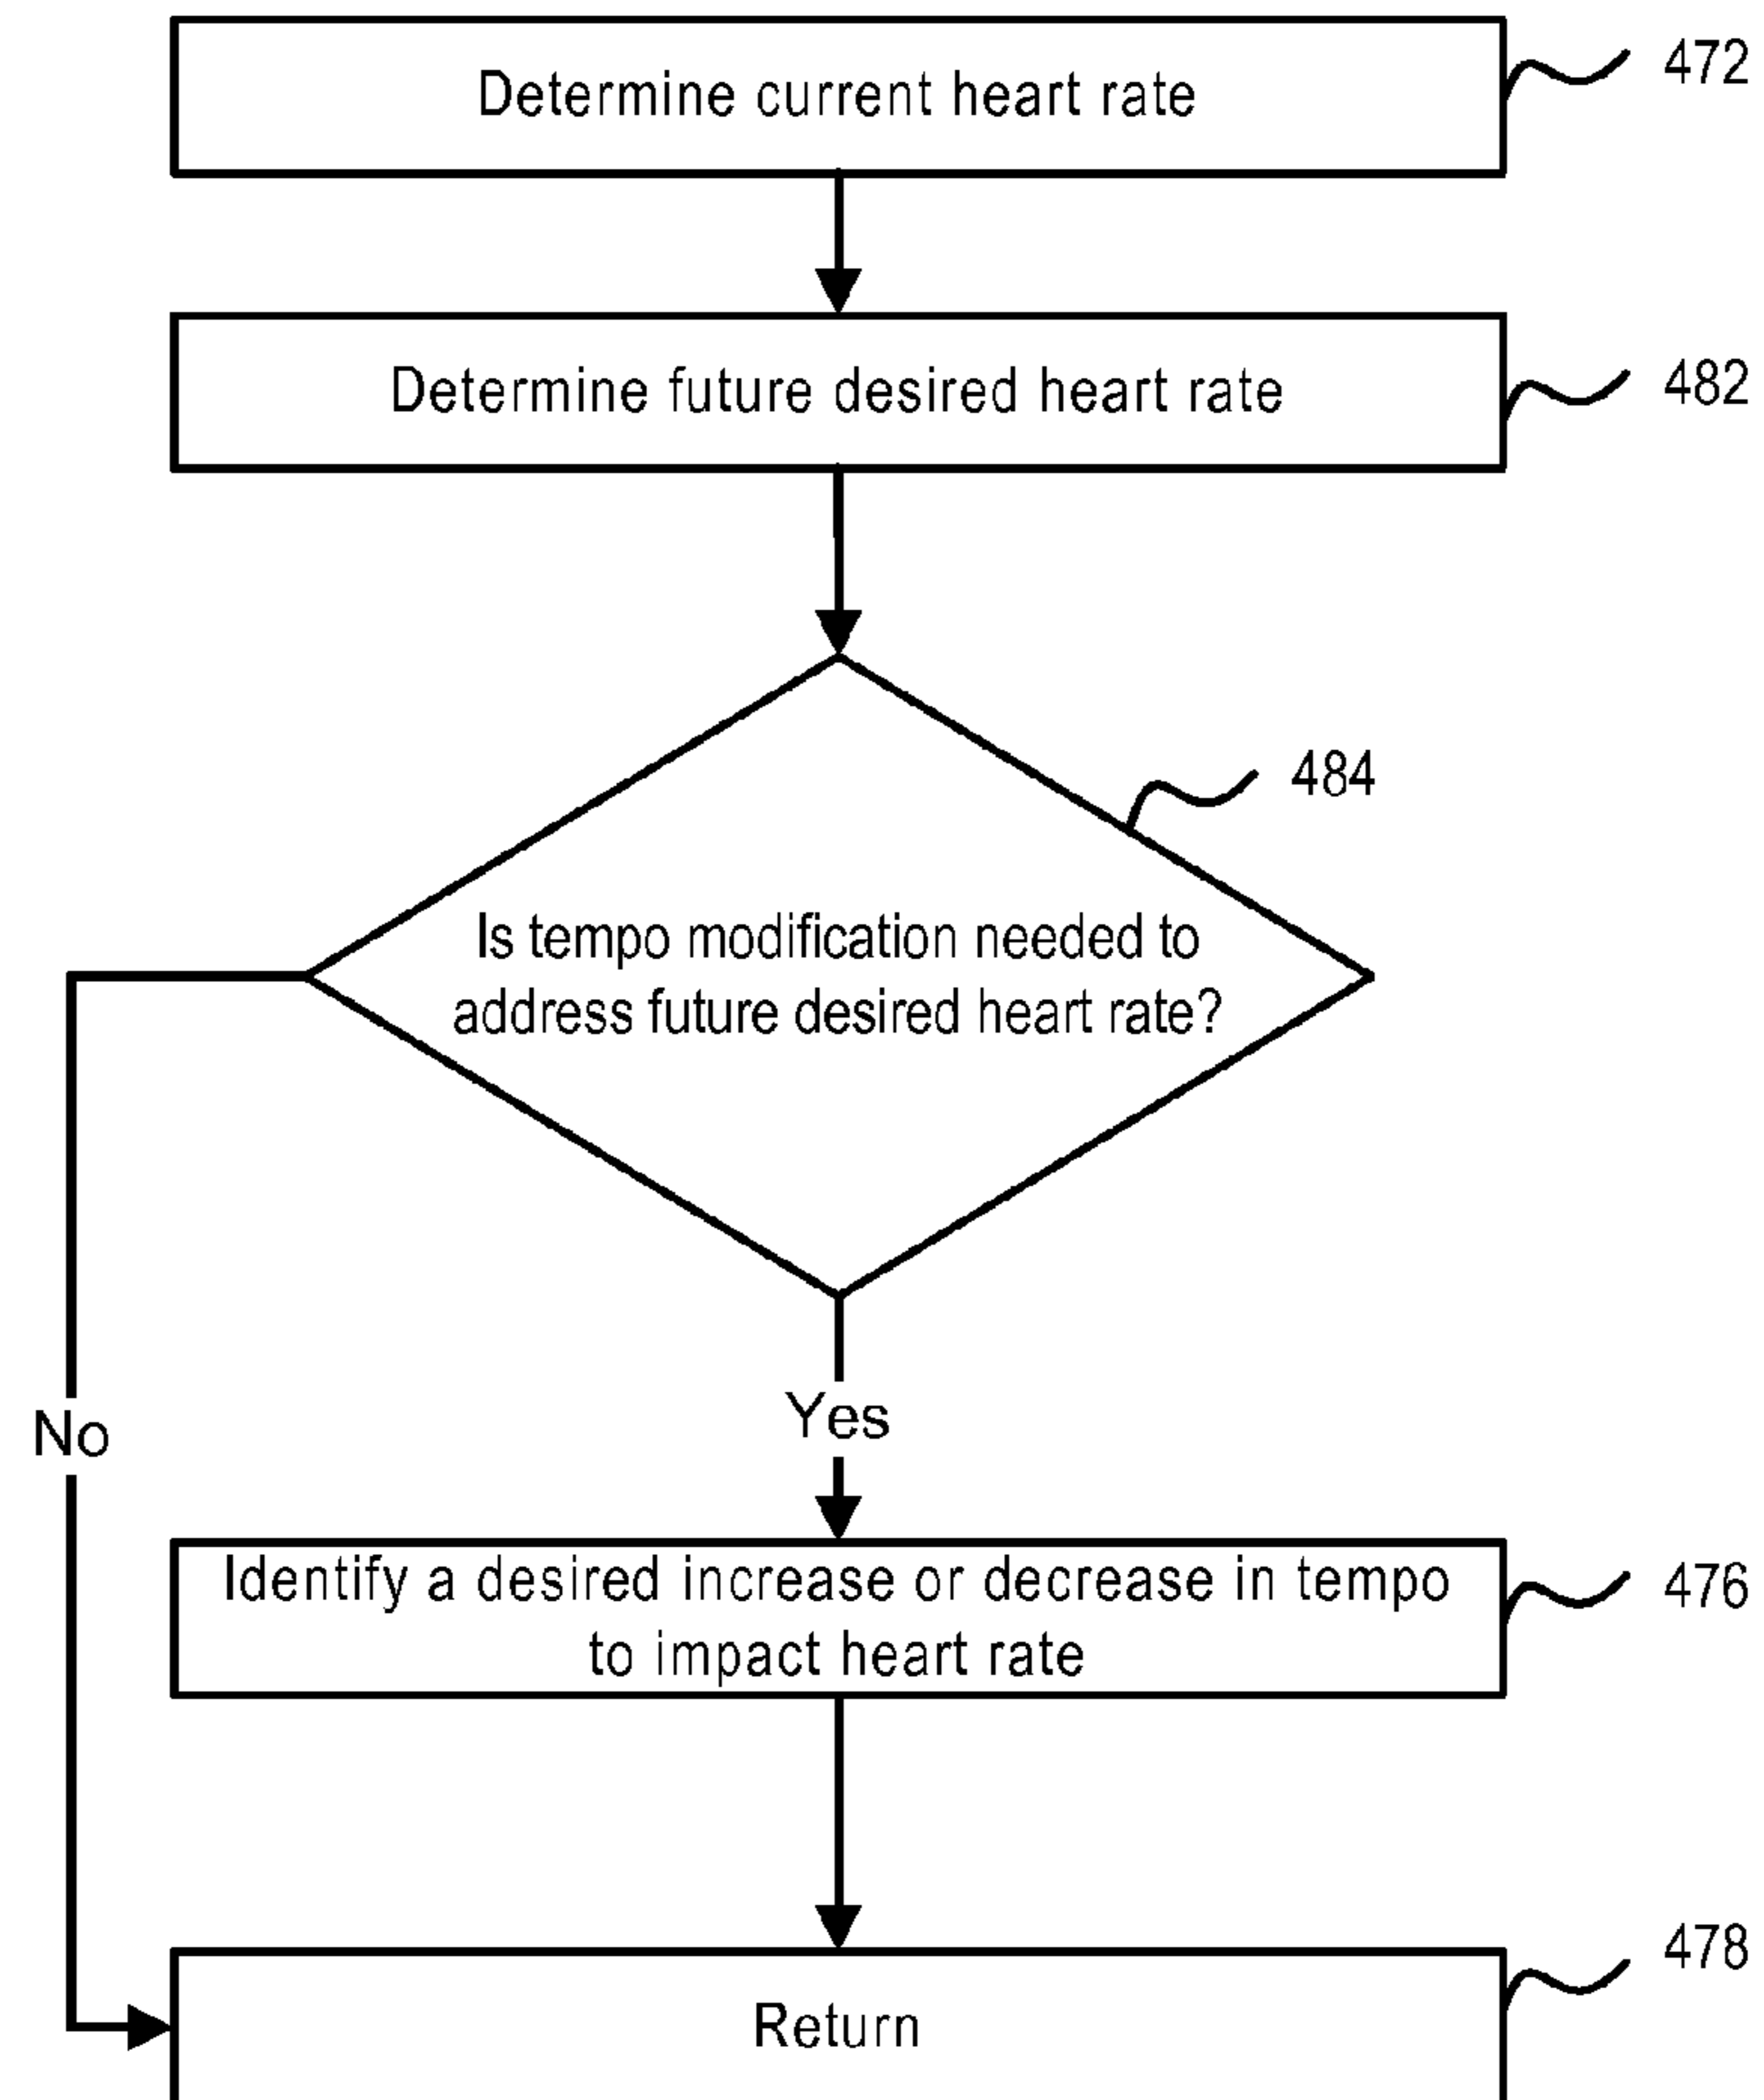 Determine current heart rate
472
Determine future desired heart rate
482
484
Is tempo modification needed to
address future desired heart rate?
No
Yes
Identify a desired increase or decrease in tempo
to impact heart rate
476
Return
478